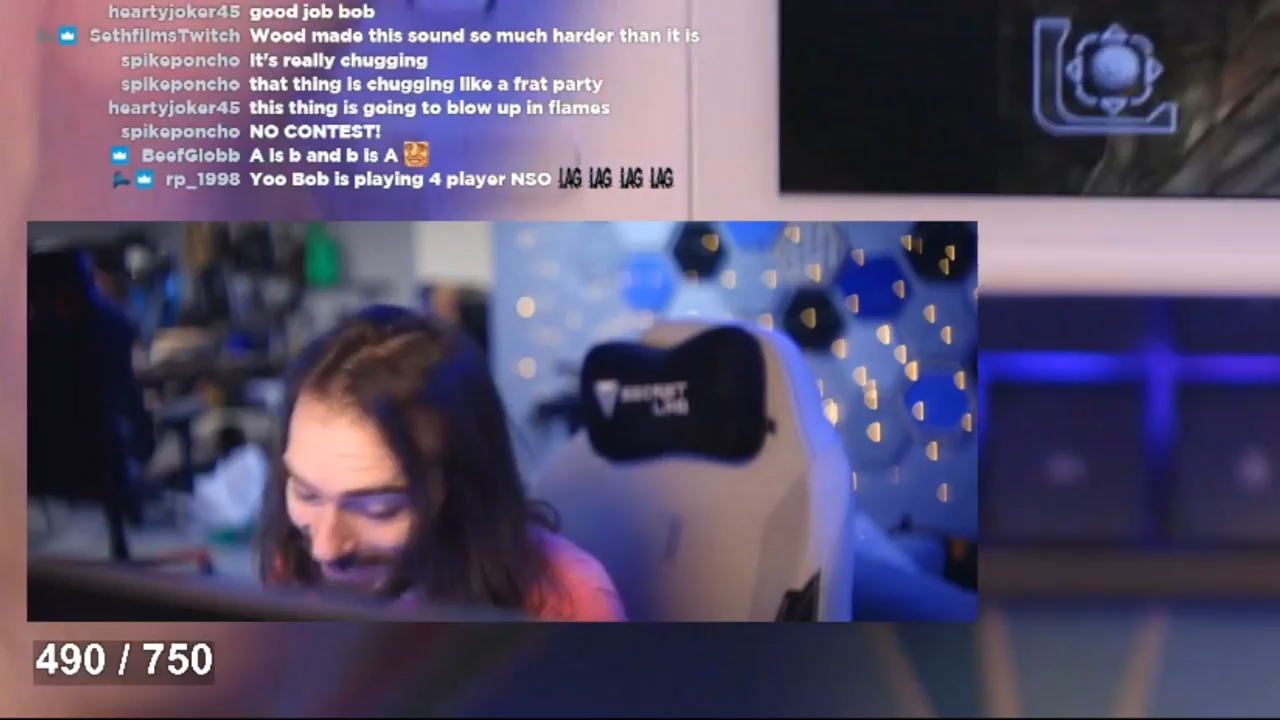 heartyjoker45 good job bob
SethfilmsTwitch Wood made this sound so much harder than it is
spikeponcho It's really chugging
spikeponcho that thing is chugging like a frat party
heartyjoker45 this thing is going to blow up in flames
spikeponcho NO CONTEST!
BeefGlobb A is b and b is A
rp_1998 Yoo Bob is playing 4 player NSO LAG LAG LAG LAG
SECRET
LAB
490 / 750